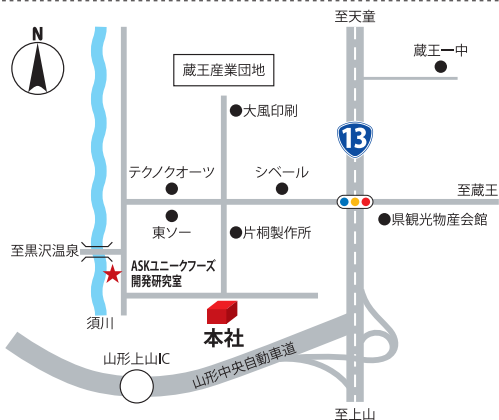 至天童
N
蔵王一中
蔵王産業団地
大風印刷
13
テクノクオーツ
シベール
至蔵王
東ソー
片桐製作所
県観光物産会館
至黒沢温泉
ASKユニークフーズ
開発研究室
須川
本社
山形上山IC
山形中央自動車道
至上山